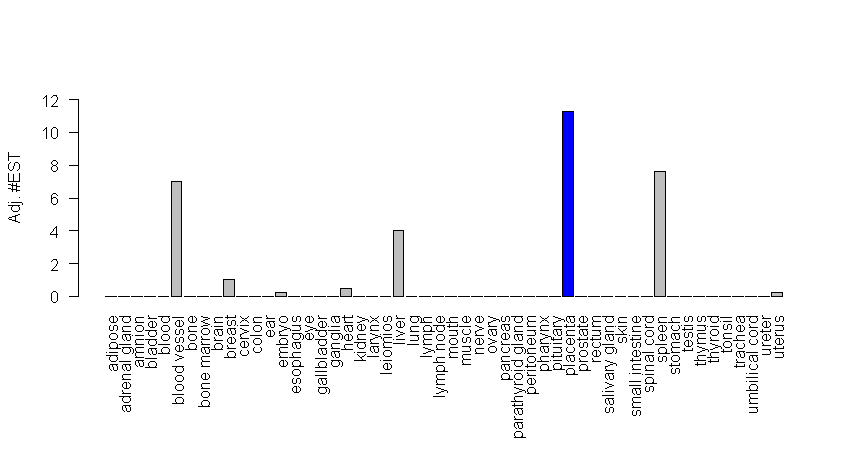 Adj. #EST
12
10
8
6
4
2
0
adipose
adrenal gland
amnion
bladder
blood
blood vessel
bone
bone marrow
brain
breast
cervix
colon
ear
embryo
esophagus
eye
gallbladder
ganglia
heart
kidney
larynx
leiomios
liver
lung
lymph
lymph node
mouth
muscle
nerve
ovary
pancreas
parathyroid gland
peritoneum
pharynx
pituitary
placenta
prostate
rectum
salivary gland
skin
small intestine
spinal cord
spleen
stomach
testis
thymus
thyroid
tonsil
trachea
umbilical cord
ureter
uterus